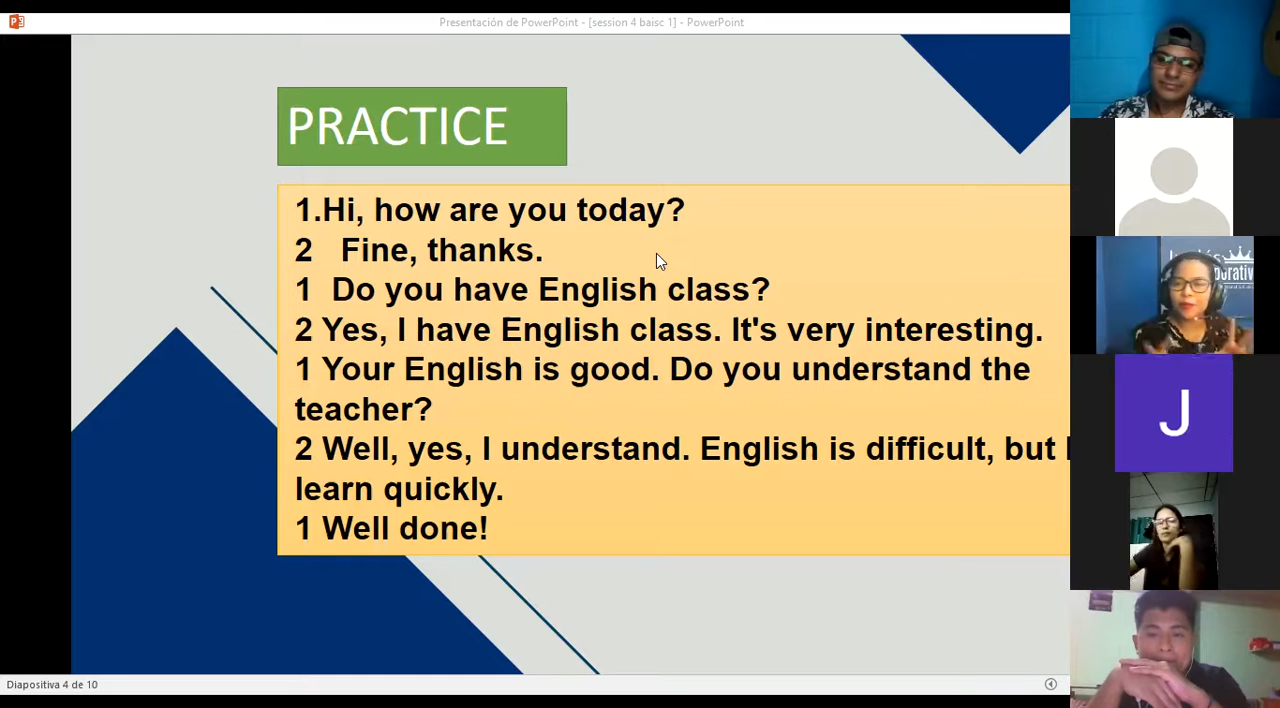 Presentación de PowerPoint - [session 4 baisc 1] - PowerPoint
PRACTICE
1.Hi, how are you today?
2 Fine, thanks.
1 Do you have English class?
2 Yes, I have English class. It's very interesting.
1 Your English is good. Do you understand the
teacher?
2 Well, yes, I understand. English is difficult, but I
learn quickly.
1 Well done!
J
Diapositiva 4 de 10